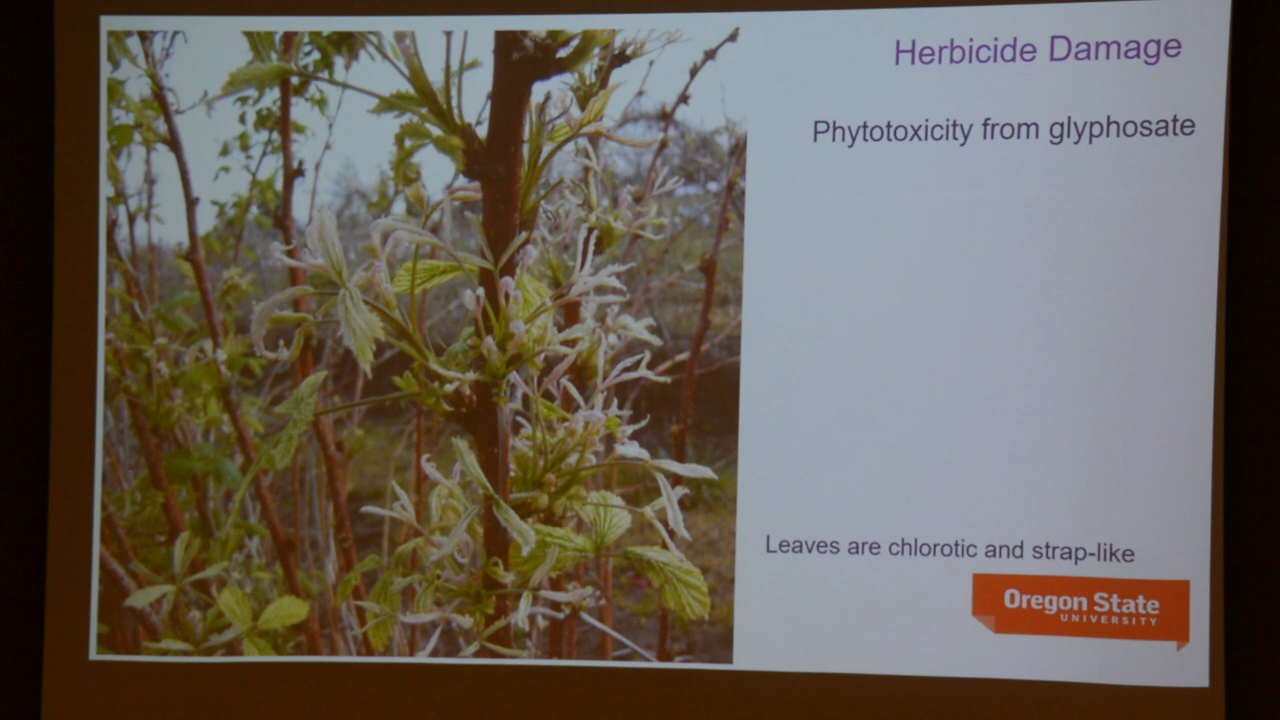 Herbicide Damage
Phytotoxicity from glyphosate
Leaves are chlorotic and strap-like
Oregon State
UNIVERSITY